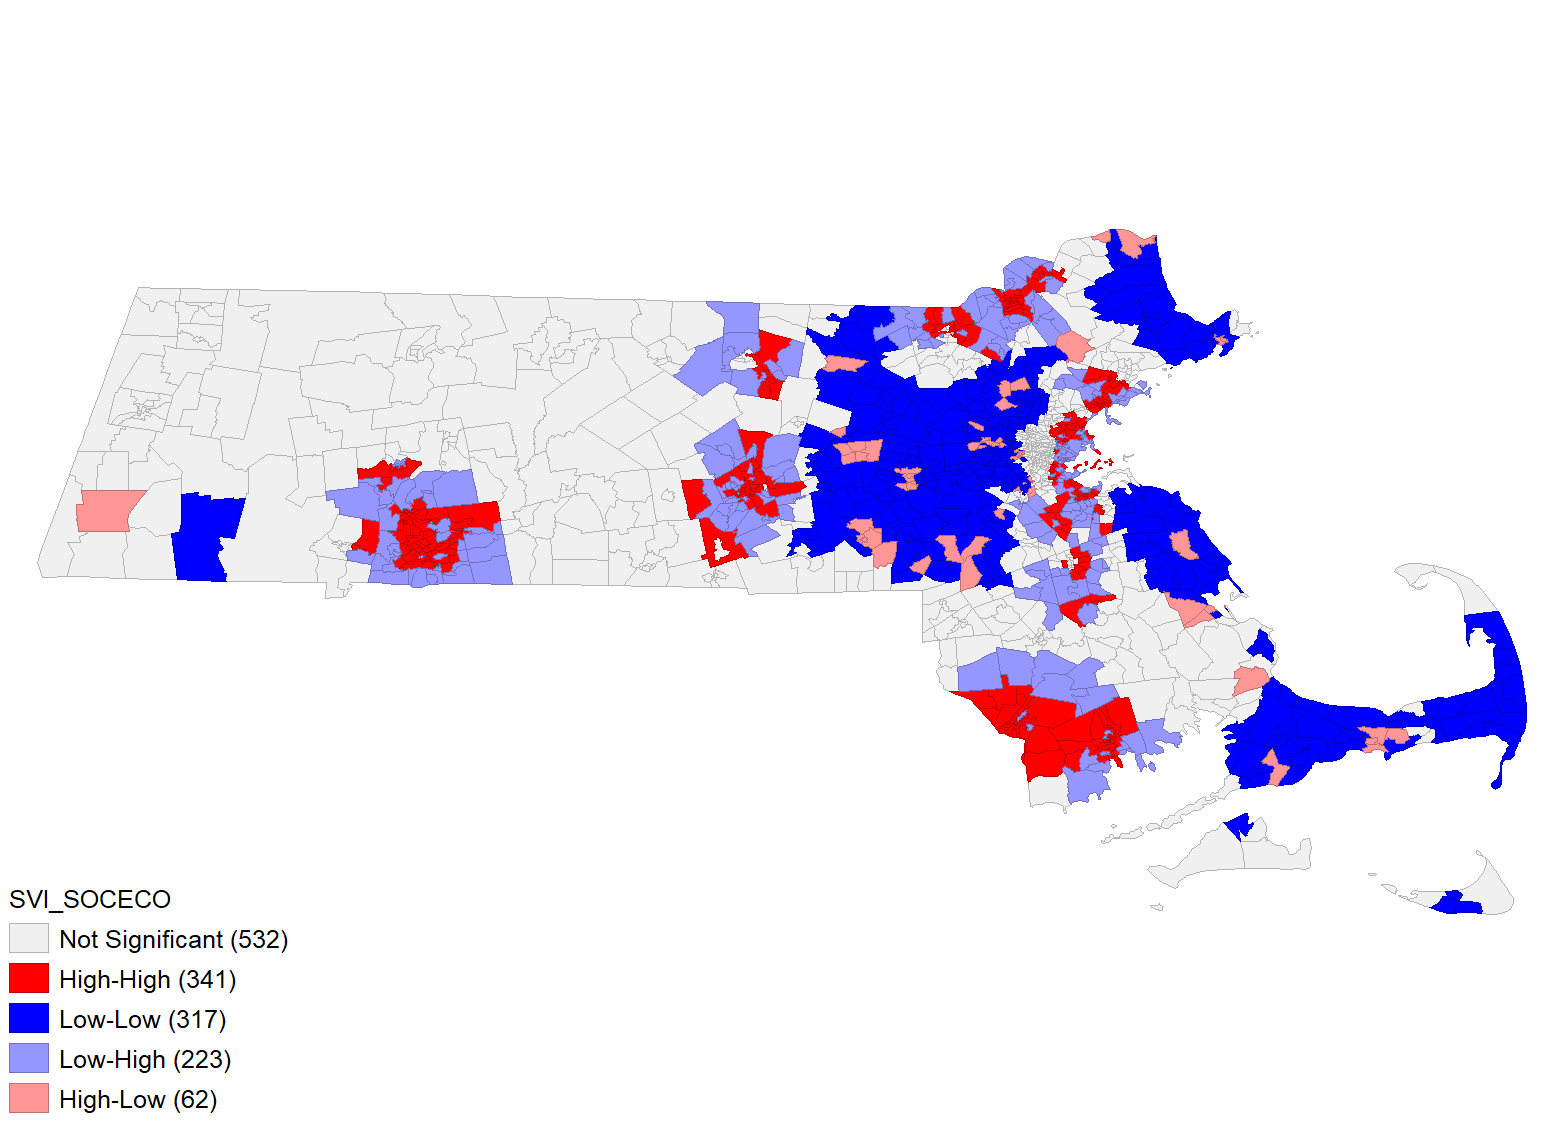 SVI_SOCECO
Not Significant (532)
High-High (341)
Low-Low (317)
Low-High (223)
High-Low (62)